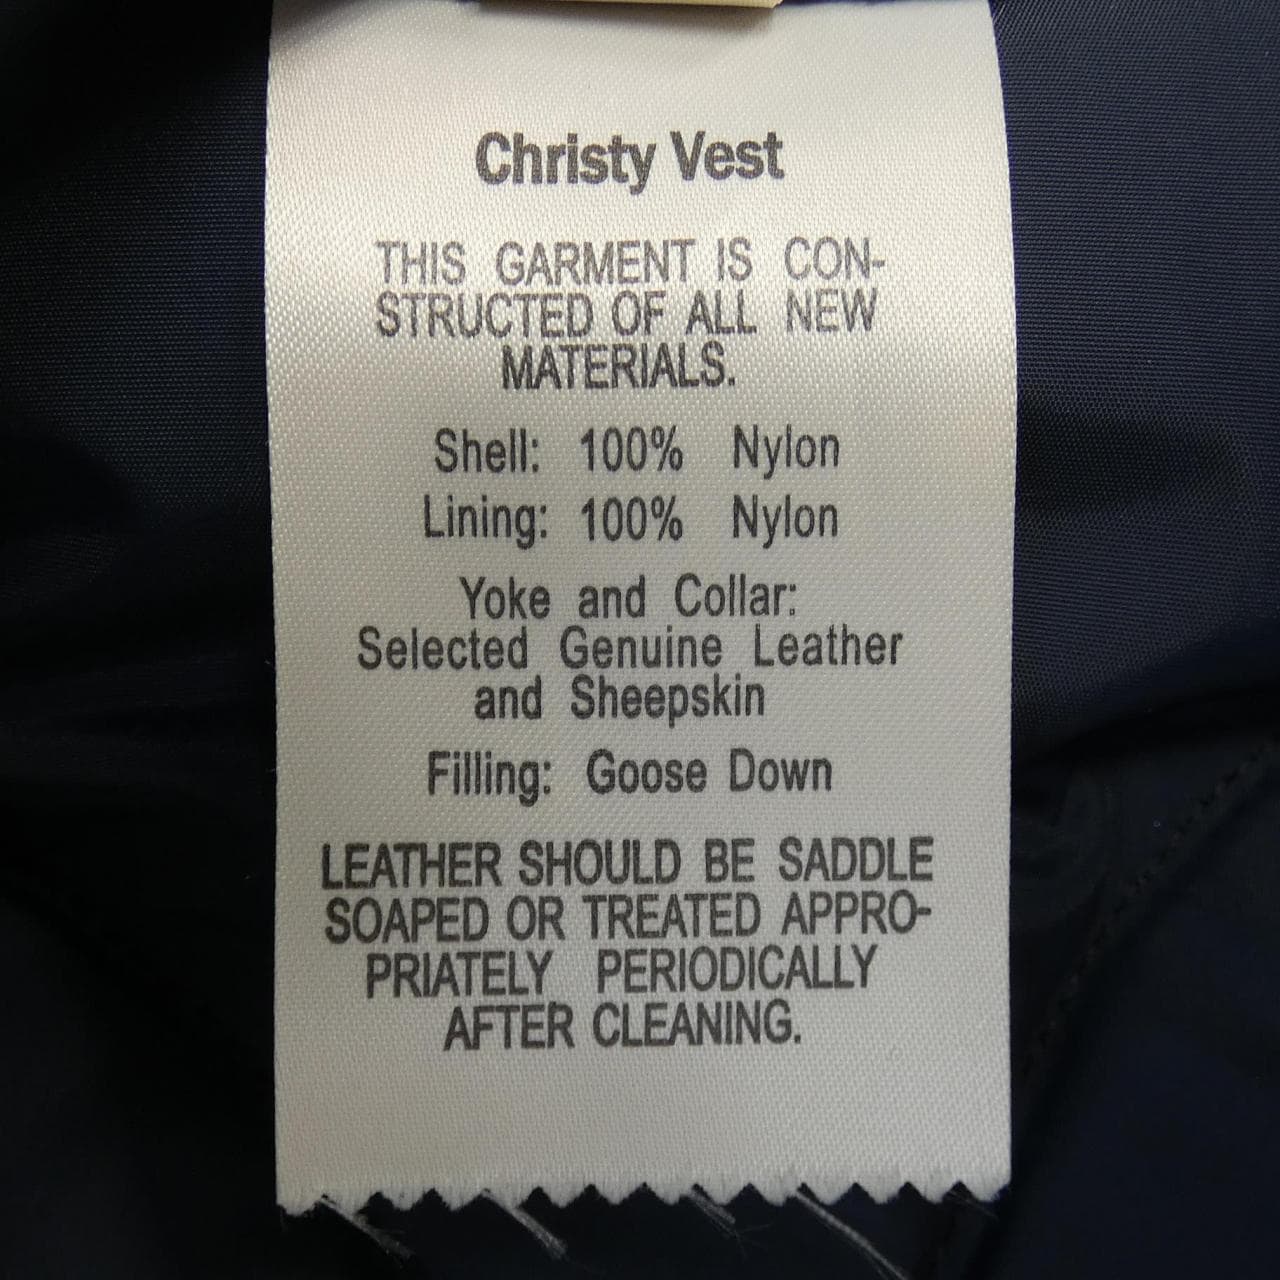 Christy Vest
THIS GARMENT IS CON-
STRUCTED OF ALL NEW
MATERIALS.
Shell: 100% Nylon
Lining: 100% Nylon
Yoke and Collar:
Selected Genuine Leather
and Sheepskin
Filling: Goose Down
LEATHER SHOULD BE SADDLE
SOAPED OR TREATED APPRO-
PRIATELY PERIODICALLY
AFTER CLEANING.